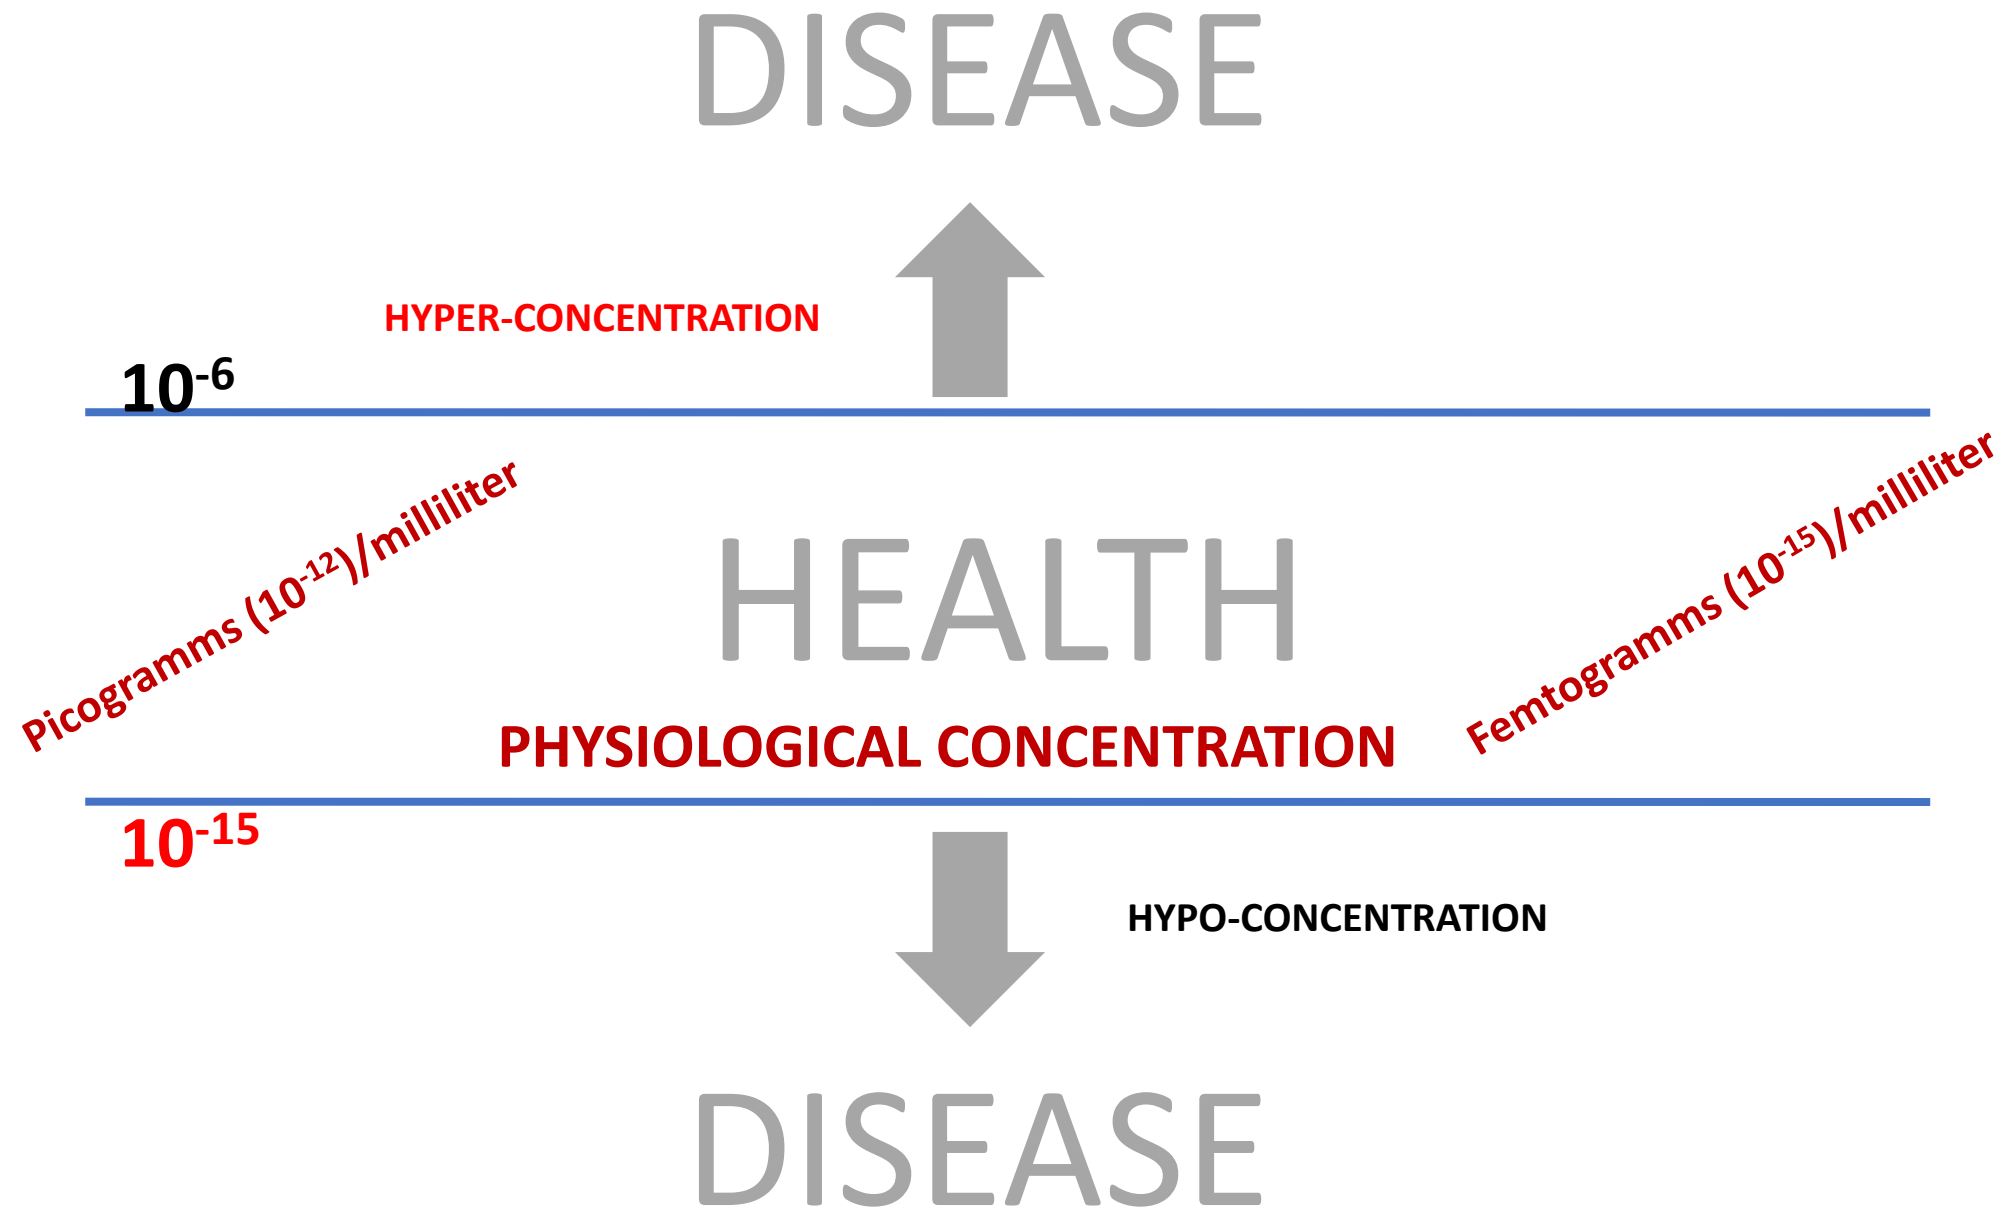 DISEASE
HYPER-CONCENTRATION
10⁻⁶
Picogramms (10⁻¹²)/milliliter
Femtogramms (10⁻¹⁵)/milliliter
HEALTH
PHYSIOLOGICAL CONCENTRATION
10⁻¹⁵
HYPO-CONCENTRATION
DISEASE